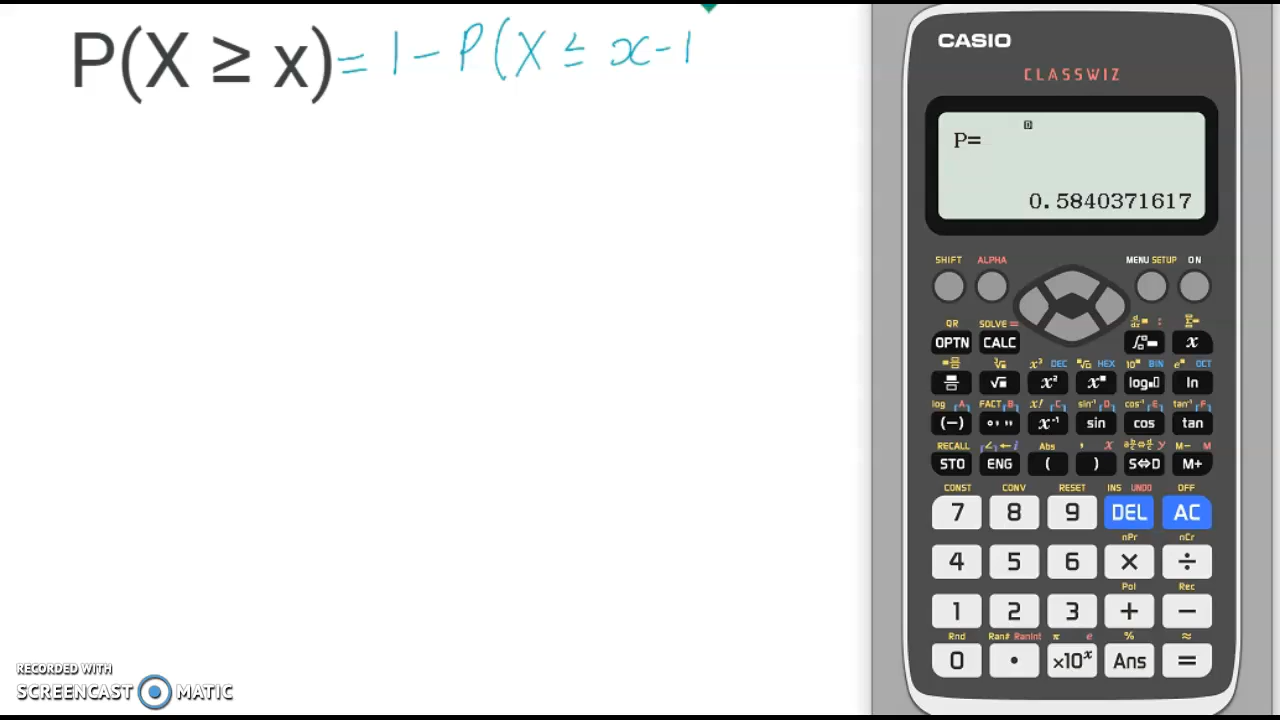 P(X ≥ x) = 1 - P(X ≤ x-1
CASIO
CLASSWIZ
D
P=
0.5840371617
SHIFT ALPHA MENU SETUP ON
QR SOLVE = :
OPTN CALC x
x³ DEC HEX 10 BIN e OCT
√ x² x log ln
log A FACT B x! C sin⁻¹ D cos⁻¹ E tan⁻¹ F
(−) x⁻¹ sin cos tan
RECALL ∠ ← i Abs , x y M− M
STO ENG ( ) S⇔D M+
CONST CONV RESET INS UNDO OFF
7 8 9 DEL AC
nPr nCr
4 5 6 × ÷
Pol Rec
1 2 3 + −
Rnd Ran# RanInt π e % ≈
0 • ×10ˣ Ans =
RECORDED WITH
SCREENCAST MATIC